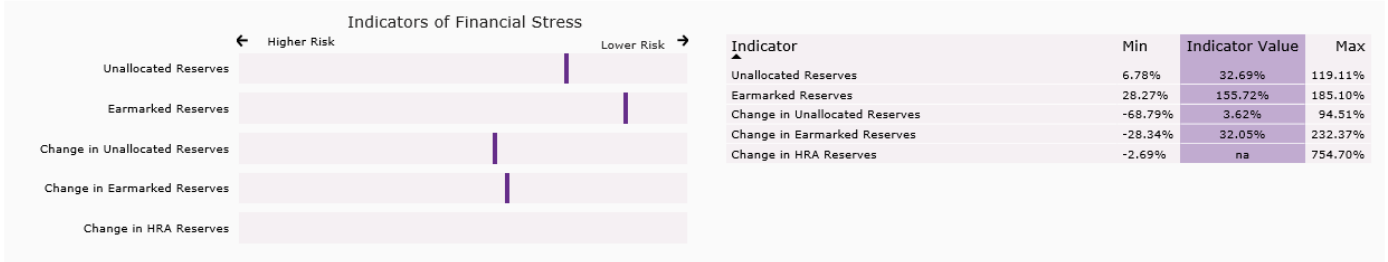 Indicators of Financial Stress
← Higher Risk Lower Risk →
Unallocated Reserves
Earmarked Reserves
Change in Unallocated Reserves
Change in Earmarked Reserves
Change in HRA Reserves
Indicator Min Indicator Value Max
Unallocated Reserves 6.78% 32.69% 119.11%
Earmarked Reserves 28.27% 155.72% 185.10%
Change in Unallocated Reserves -68.79% 3.62% 94.51%
Change in Earmarked Reserves -28.34% 32.05% 232.37%
Change in HRA Reserves -2.69% na 754.70%